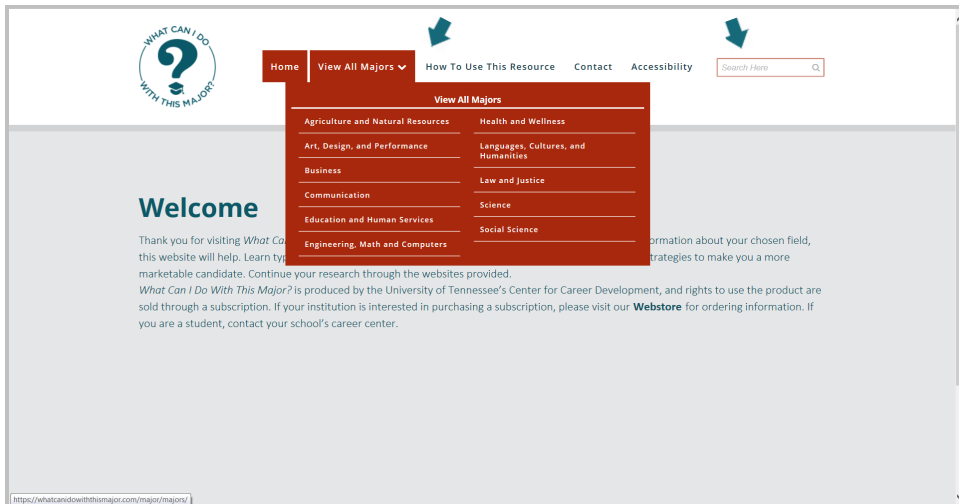 WHAT CAN I DO
WITH THIS MAJOR?
Home View All Majors How To Use This Resource Contact Accessibility Search Here
View All Majors
Agriculture and Natural Resources
Art, Design, and Performance
Business
Communication
Education and Human Services
Engineering, Math and Computers
Health and Wellness
Languages, Cultures, and
Humanities
Law and Justice
Science
Social Science
Welcome
Thank you for visiting What Ca ormation about your chosen field,
this website will help. Learn typ trategies to make you a more
marketable candidate. Continue your research through the websites provided.
What Can I Do With This Major? is produced by the University of Tennessee's Center for Career Development, and rights to use the product are
sold through a subscription. If your institution is interested in purchasing a subscription, please visit our Webstore for ordering information. If
you are a student, contact your school's career center.
https://whatcanidowiththismajor.com/major/majors/